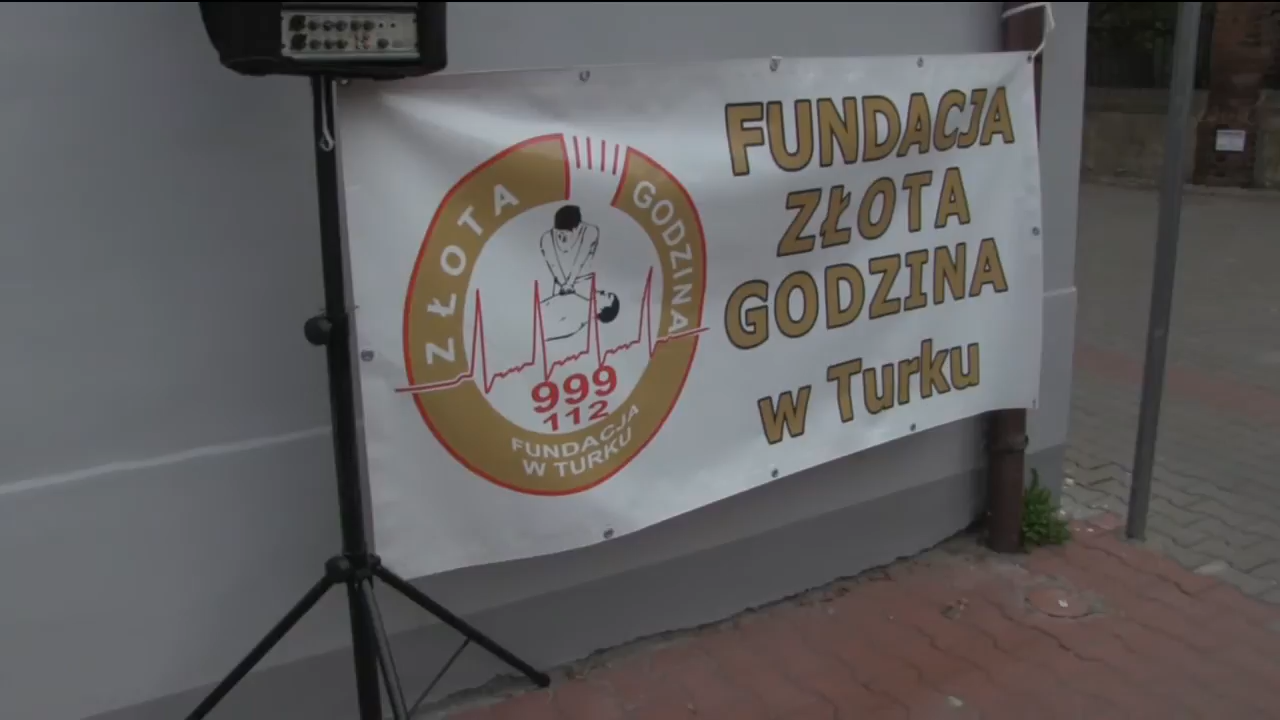 ZŁOTA
GODZINA
999
112
FUNDACJA
W TURKU
FUNDACJA
ZŁOTA
GODZINA
w Turku